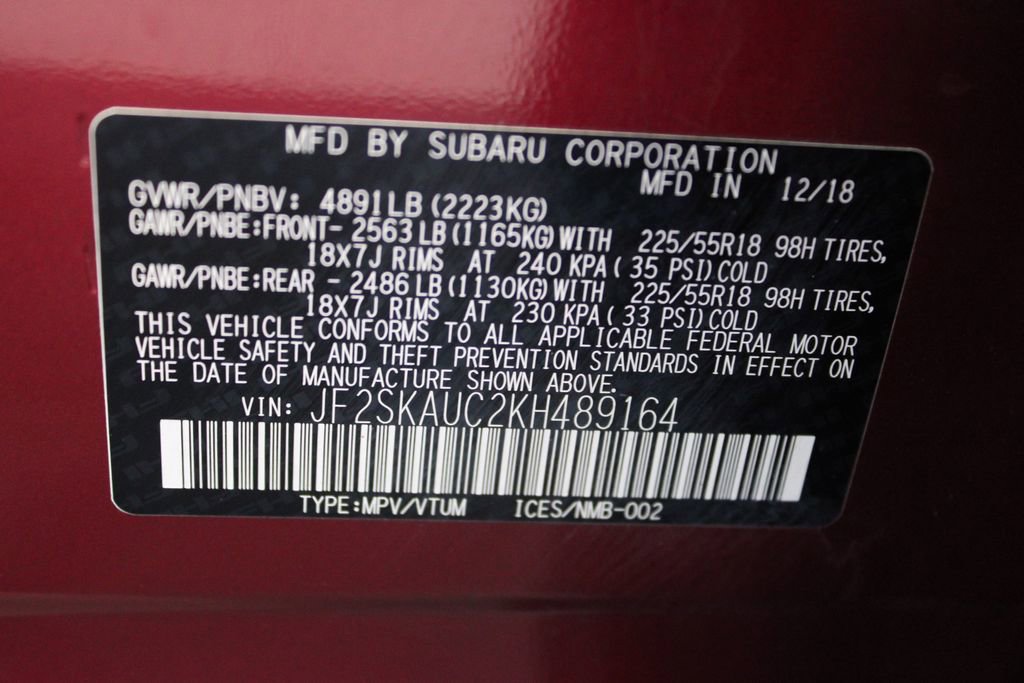 MFD BY SUBARU CORPORATION
MFD IN 12/18
GVWR/PNBV: 4891LB (2223KG)
GAWR/PNBE:FRONT- 2563 LB (1165KG) WITH 225/55R18 98H TIRES,
18X7J RIMS AT 240 KPA ( 35 PSI) COLD
GAWR/PNBE:REAR - 2486 LB (1130KG) WITH 225/55R18 98H TIRES,
18X7J RIMS AT 230 KPA ( 33 PSI) COLD
THIS VEHICLE CONFORMS TO ALL APPLICABLE FEDERAL MOTOR
VEHICLE SAFETY AND THEFT PREVENTION STANDARDS IN EFFECT ON
THE DATE OF MANUFACTURE SHOWN ABOVE.
VIN: JF2SKAUC2KH489164
TYPE:MPV/VTUM ICES/NMB-002